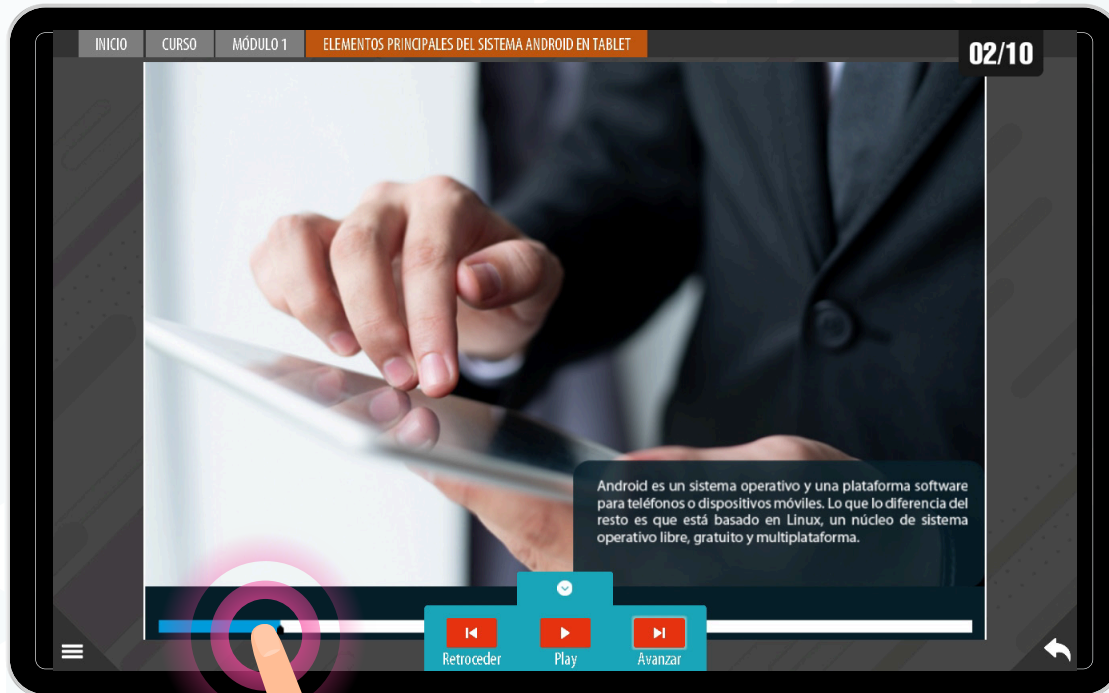 INICIO
CURSO
MÓDULO 1
ELEMENTOS PRINCIPALES DEL SISTEMA ANDROID EN TABLET
02/10
Android es un sistema operativo y una plataforma software
para teléfonos o dispositivos móviles. Lo que lo diferencia del
resto es que está basado en Linux, un núcleo de sistema
operativo libre, gratuito y multiplataforma.
Retroceder
Play
Avanzar